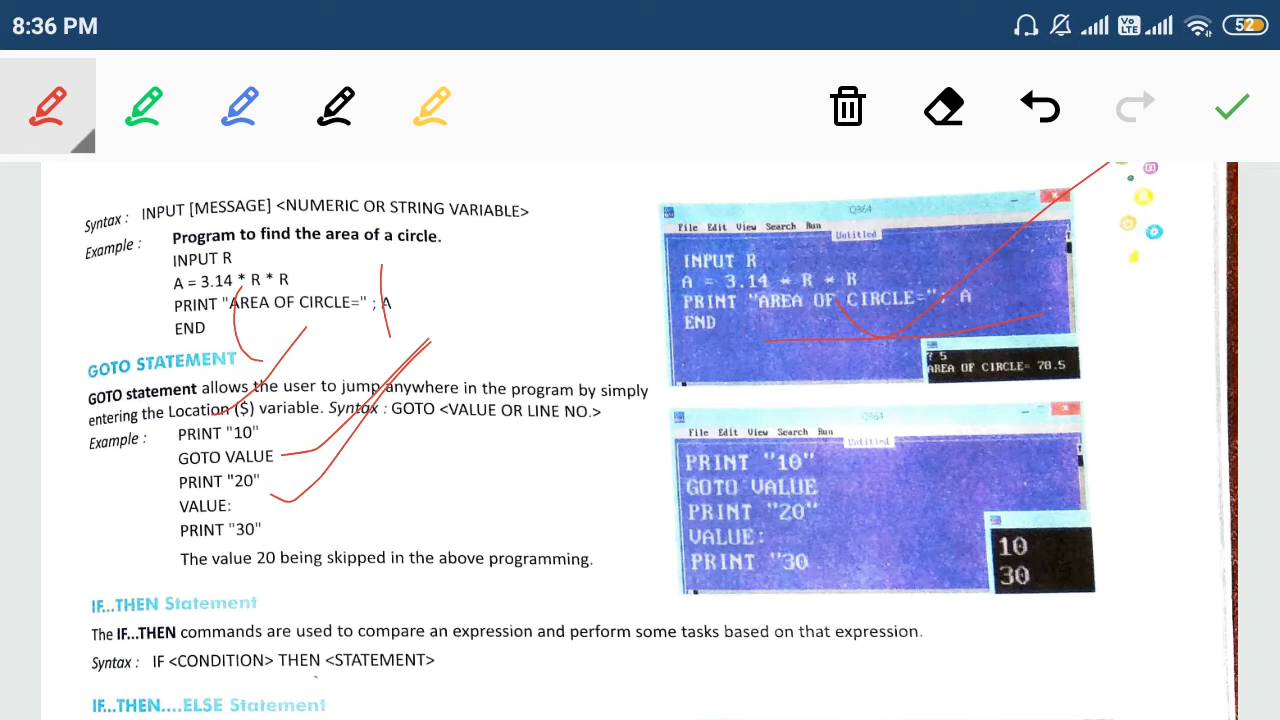 8:36 PM
Vo LTE
52
Syntax : INPUT [MESSAGE] <NUMERIC OR STRING VARIABLE>
Example : Program to find the area of a circle.
INPUT R
A = 3.14 * R * R
PRINT "AREA OF CIRCLE=" ; A
END
GOTO STATEMENT
GOTO statement allows the user to jump anywhere in the program by simply
entering the Location ($) variable. Syntax : GOTO <VALUE OR LINE NO.>
Example : PRINT "10"
GOTO VALUE
PRINT "20"
VALUE:
PRINT "30"
The value 20 being skipped in the above programming.
IF...THEN Statement
The IF...THEN commands are used to compare an expression and perform some tasks based on that expression.
Syntax : IF <CONDITION> THEN <STATEMENT>
IF...THEN....ELSE Statement
QB64
File Edit View Search Run
Untitled
INPUT R
A = 3.14 * R * R
PRINT "AREA OF CIRCLE="; A
END
? 5
AREA OF CIRCLE= 78.5
QB64
File Edit View Search Run
Untitled
PRINT "10"
GOTO VALUE
PRINT "20"
VALUE:
PRINT "30
10
30